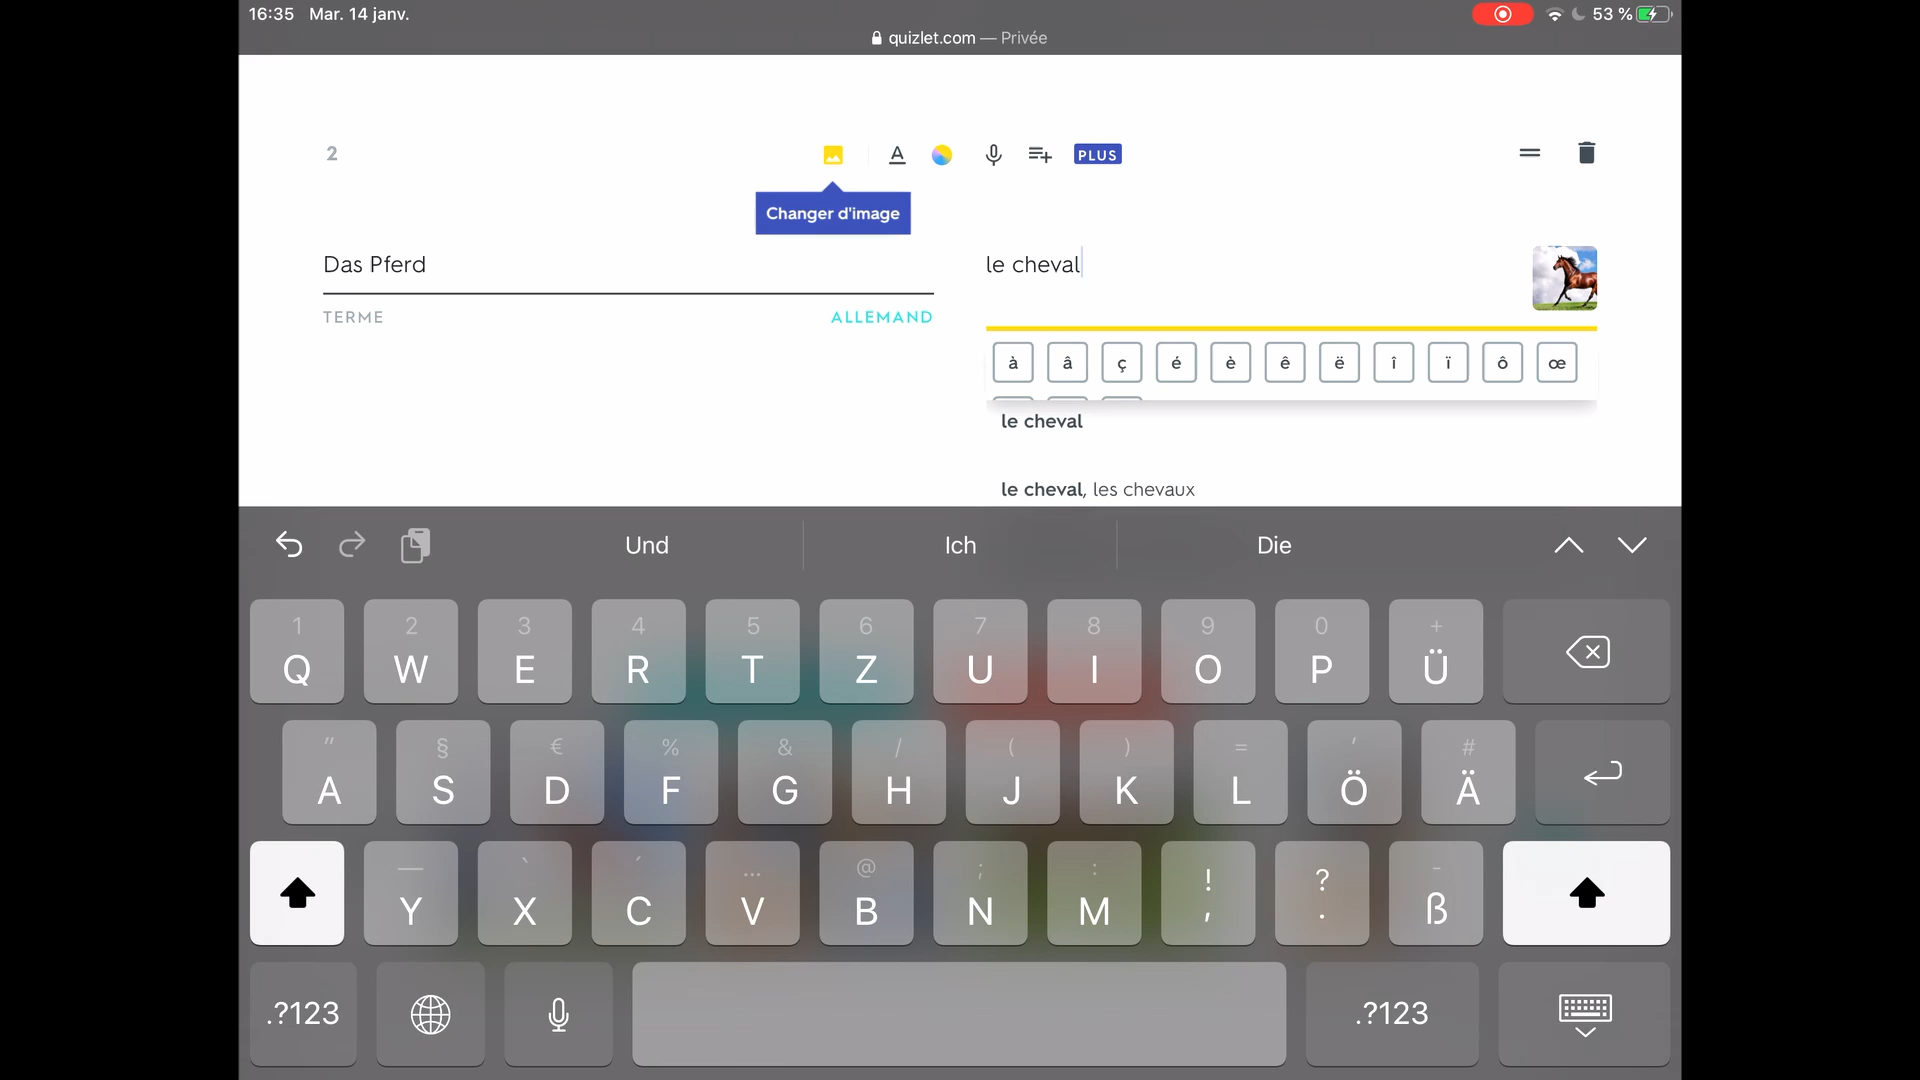 16:35 Mar. 14 janv. 53 %
quizlet.com — Privée
2 A PLUS
Changer d'image
Das Pferd le cheval
TERME ALLEMAND
à â ç é è ê ë î ï ô œ
le cheval
le cheval, les chevaux
Und Ich Die
1 2 3 4 5 6 7 8 9 0 +
Q W E R T Z U I O P Ü
" § € % & / ( ) = ' #
A S D F G H J K L Ö Ä
— ` ´ ... @ ; : ! ? -
Y X C V B N M , . ß
.?123 .?123